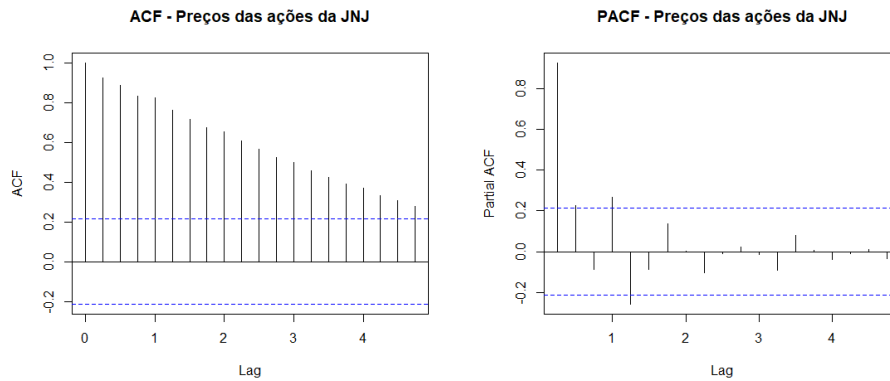 ACF - Preços das ações da JNJ
ACF
1.0
0.8
0.6
0.4
0.2
0.0
-0.2
0 1 2 3 4
Lag
PACF - Preços das ações da JNJ
Partial ACF
0.8
0.6
0.4
0.2
0.0
-0.2
1 2 3 4
Lag